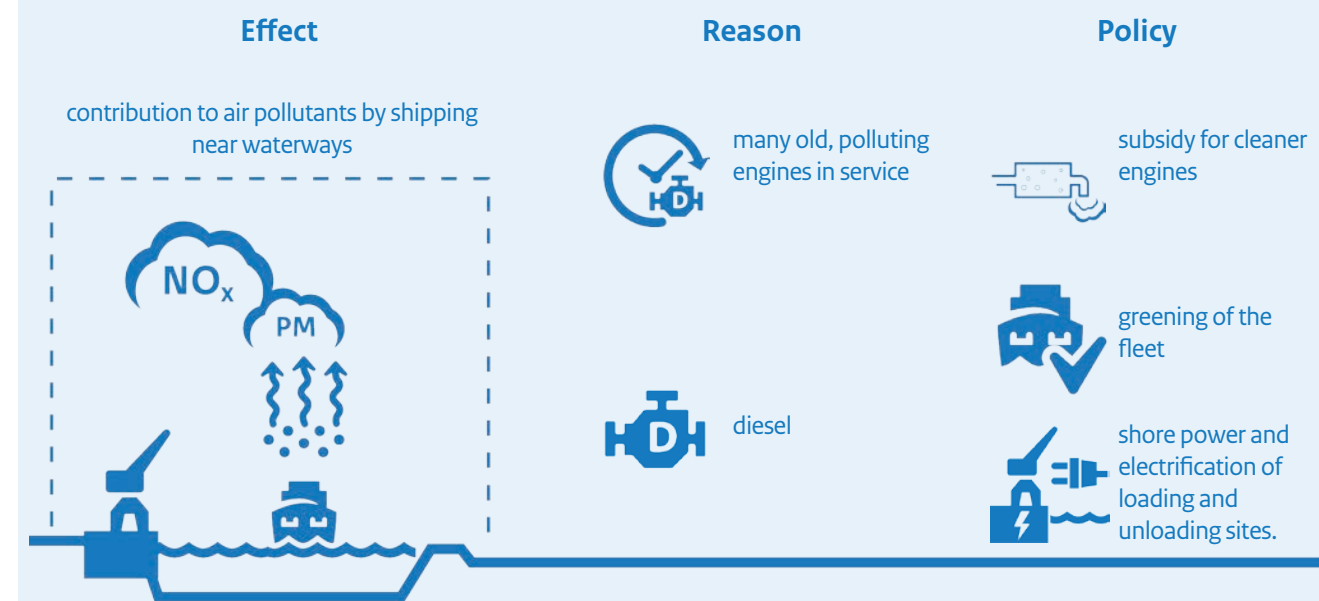 Effect
Reason
Policy
contribution to air pollutants by shipping
near waterways
NOx
PM
many old, polluting
engines in service
D
diesel
D
subsidy for cleaner
engines
greening of the
fleet
shore power and
electrification of
loading and
unloading sites.